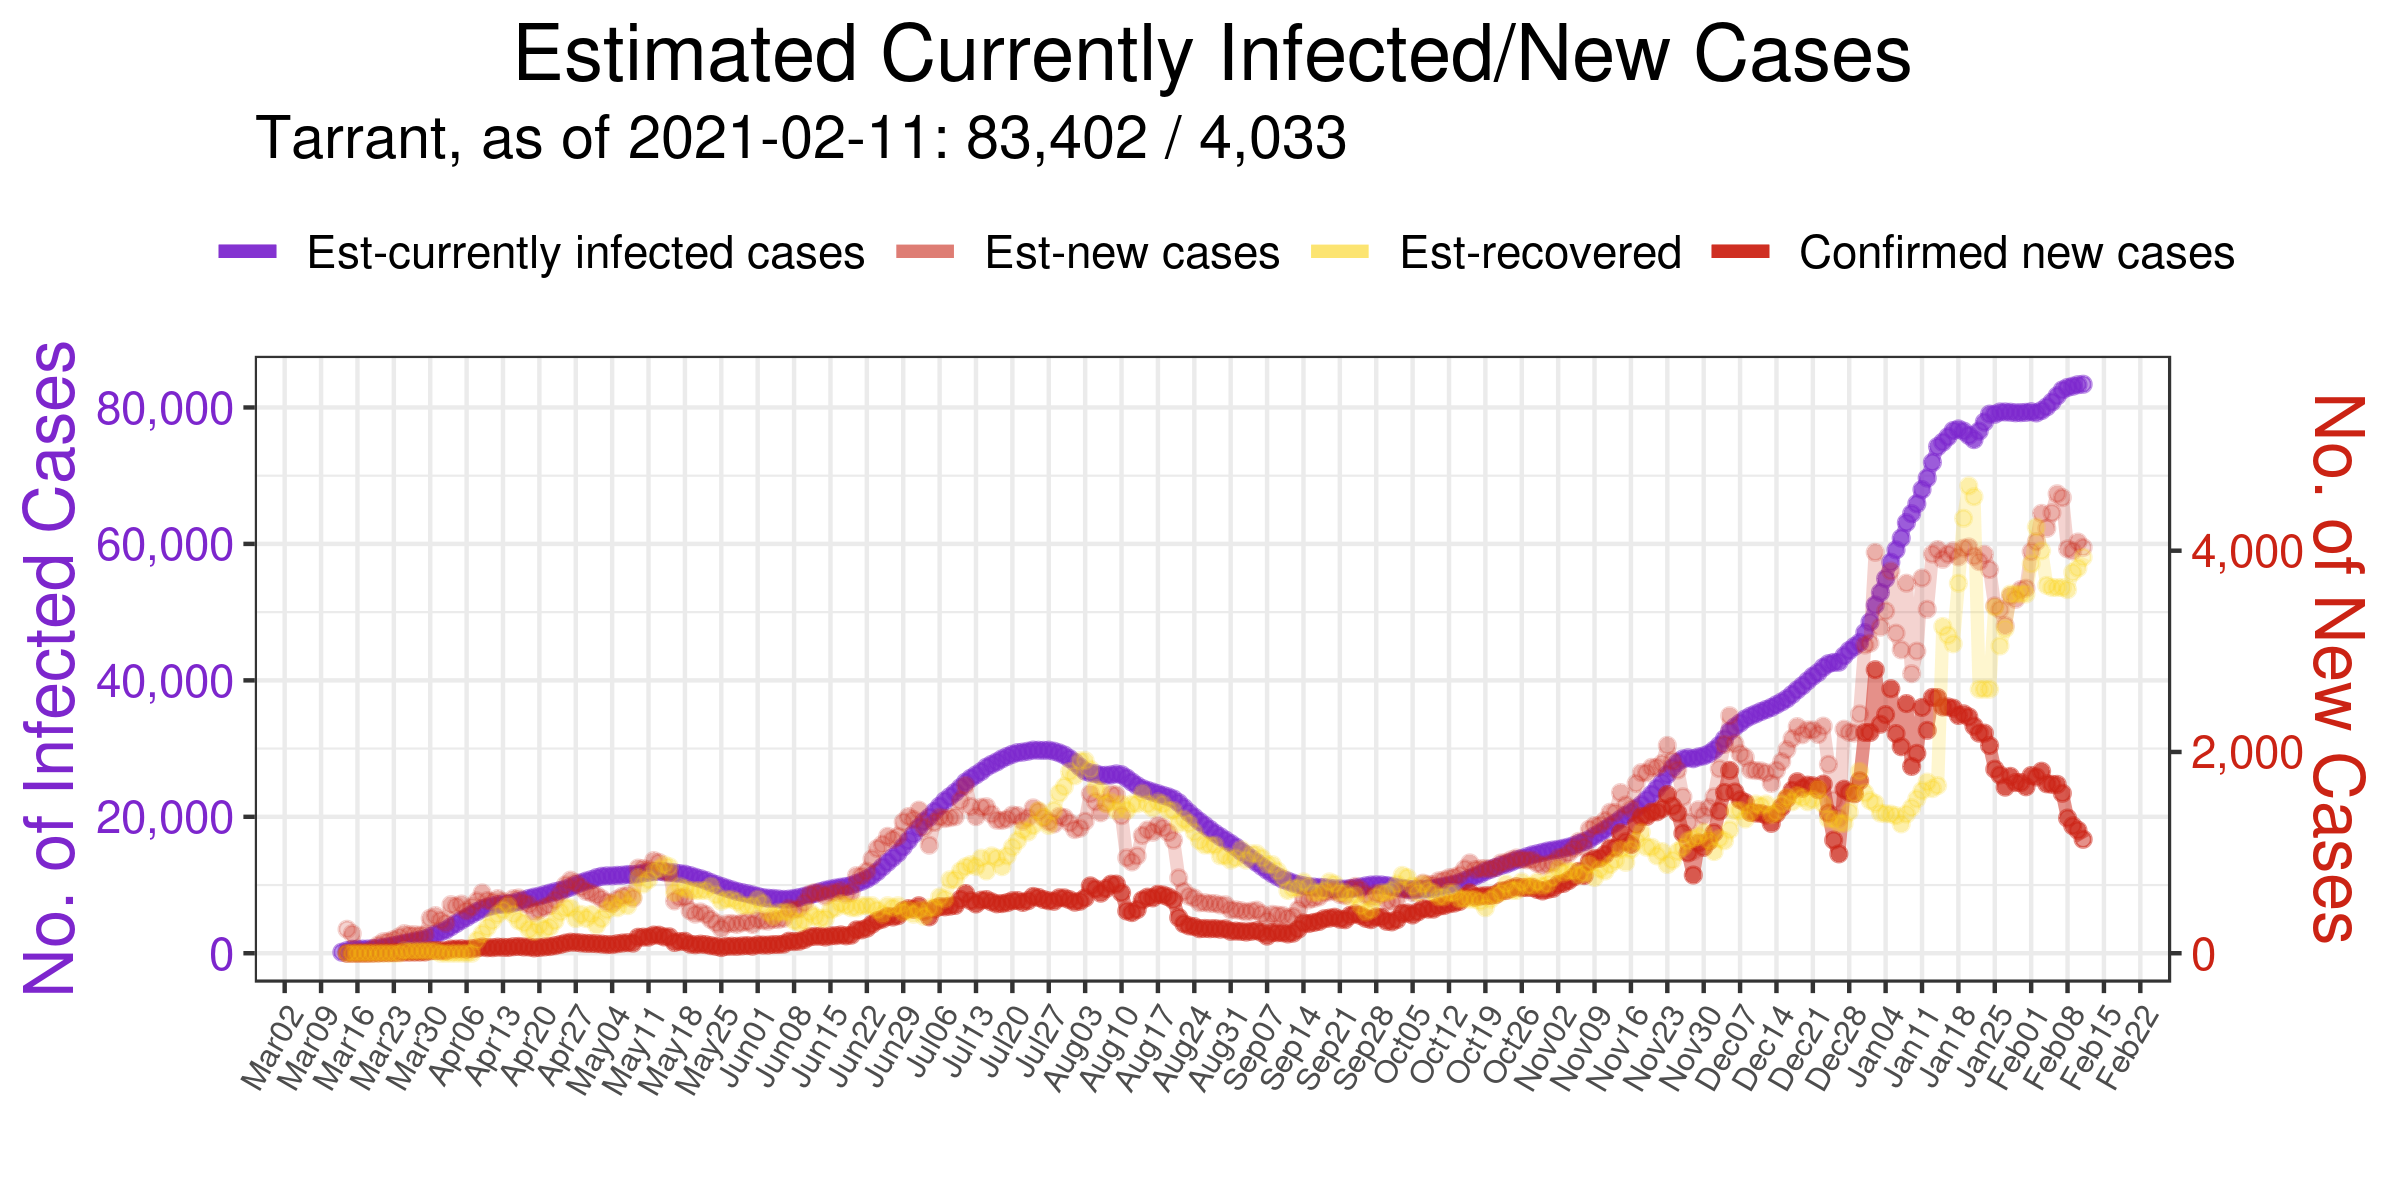 Estimated Currently Infected/New Cases
Tarrant, as of 2021-02-11: 83,402 / 4,033
Est-currently infected cases Est-new cases Est-recovered Confirmed new cases
No. of Infected Cases
80,000
60,000
40,000
20,000
0
No. of New Cases
4,000
2,000
0
Mar02 Mar09 Mar16 Mar23 Mar30 Apr06 Apr13 Apr20 Apr27 May04 May11 May18 May25 Jun01 Jun08 Jun15 Jun22 Jun29 Jul06 Jul13 Jul20 Jul27 Aug03 Aug10 Aug17 Aug24 Aug31 Sep07 Sep14 Sep21 Sep28 Oct05 Oct12 Oct19 Oct26 Nov02 Nov09 Nov16 Nov23 Nov30 Dec07 Dec14 Dec21 Dec28 Jan04 Jan11 Jan18 Jan25 Feb01 Feb08 Feb15 Feb22